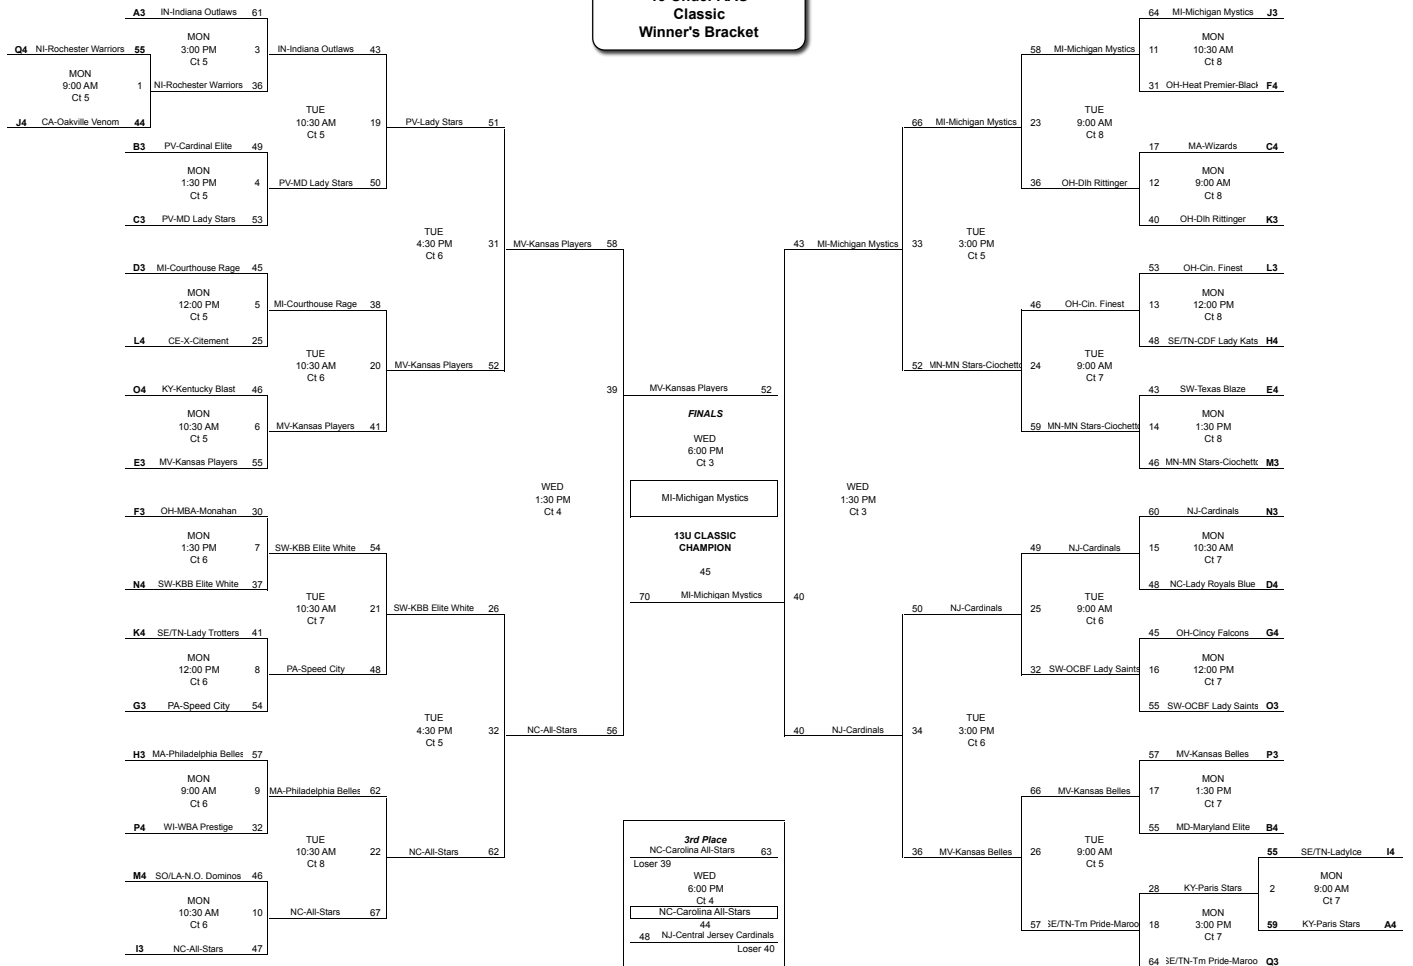 Classic
Winner's Bracket
A3 IN-Indiana Outlaws 61
MON
3:00 PM 3
Ct 5
Q4 NI-Rochester Warriors 55
MON
9:00 AM 1
Ct 5
J4 CA-Oakville Venom 44
NI-Rochester Warriors 36
IN-Indiana Outlaws 43
TUE
10:30 AM 19
Ct 5
B3 PV-Cardinal Elite 49
MON
1:30 PM 4
Ct 5
C3 PV-MD Lady Stars 53
PV-MD Lady Stars 50
PV-Lady Stars 51
TUE
4:30 PM 31
Ct 6
D3 MI-Courthouse Rage 45
MON
12:00 PM 5
Ct 5
L4 CE-X-Citement 25
MI-Courthouse Rage 38
TUE
10:30 AM 20
Ct 6
O4 KY-Kentucky Blast 46
MON
10:30 AM 6
Ct 5
E3 MV-Kansas Players 55
MV-Kansas Players 41
MV-Kansas Players 52
MV-Kansas Players 58
WED
1:30 PM
Ct 4
39
F3 OH-MBA-Monahan 30
MON
1:30 PM 7
Ct 6
N4 SW-KBB Elite White 37
SW-KBB Elite White 54
TUE
10:30 AM 21
Ct 7
K4 SE/TN-Lady Trotters 41
MON
12:00 PM 8
Ct 6
G3 PA-Speed City 54
PA-Speed City 48
SW-KBB Elite White 26
TUE
4:30 PM 32
Ct 5
H3 MA-Philadelphia Belles 57
MON
9:00 AM 9
Ct 6
P4 WI-WBA Prestige 32
MA-Philadelphia Belles 62
TUE
10:30 AM 22
Ct 8
M4 SO/LA-N.O. Dominos 46
MON
10:30 AM 10
Ct 6
I3 NC-All-Stars 47
NC-All-Stars 67
NC-All-Stars 62
NC-All-Stars 56
MV-Kansas Players 52
FINALS
WED
6:00 PM
Ct 3
MI-Michigan Mystics
13U CLASSIC
CHAMPION
45
70 MI-Michigan Mystics
40
3rd Place
NC-Carolina All-Stars 63
Loser 39
WED
6:00 PM
Ct 4
NC-Carolina All-Stars
44
48 NJ-Central Jersey Cardinals
Loser 40
64 MI-Michigan Mystics J3
MON
11 10:30 AM
Ct 8
31 OH-Heat Premier-Black F4
58 MI-Michigan Mystics
TUE
23 9:00 AM
Ct 8
17 MA-Wizards C4
MON
12 9:00 AM
Ct 8
40 OH-Dlh Rittinger K3
36 OH-Dlh Rittinger
66 MI-Michigan Mystics
TUE
33 3:00 PM
Ct 5
43 MI-Michigan Mystics
53 OH-Cin. Finest L3
MON
13 12:00 PM
Ct 8
48 SE/TN-CDF Lady Kats H4
46 OH-Cin. Finest
TUE
24 9:00 AM
Ct 7
43 SW-Texas Blaze E4
MON
14 1:30 PM
Ct 8
46 MN-MN Stars-Ciochetto M3
59 MN-MN Stars-Ciochetto
52 MN-MN Stars-Ciochetto
WED
1:30 PM
Ct 3
60 NJ-Cardinals N3
MON
15 10:30 AM
Ct 7
48 NC-Lady Royals Blue D4
49 NJ-Cardinals
TUE
25 9:00 AM
Ct 6
45 OH-Cincy Falcons G4
MON
16 12:00 PM
Ct 7
55 SW-OCBF Lady Saints O3
32 SW-OCBF Lady Saints
50 NJ-Cardinals
TUE
34 3:00 PM
Ct 6
40 NJ-Cardinals
57 MV-Kansas Belles P3
MON
17 1:30 PM
Ct 7
55 MD-Maryland Elite B4
66 MV-Kansas Belles
TUE
26 9:00 AM
Ct 5
36 MV-Kansas Belles
55 SE/TN-LadyIce I4
MON
2 9:00 AM
Ct 7
59 KY-Paris Stars A4
28 KY-Paris Stars
MON
18 3:00 PM
Ct 7
57 SE/TN-Tm Pride-Maroo
64 SE/TN-Tm Pride-Maroo Q3